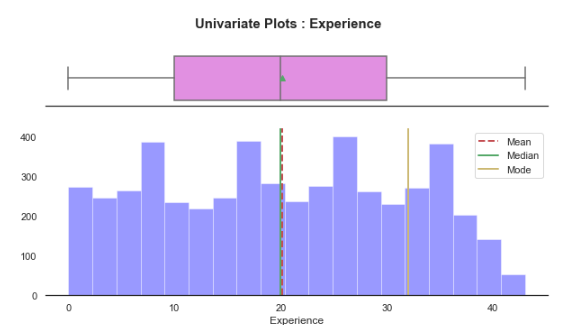 Univariate Plots : Experience
400
300
200
100
0
Mean
Median
Mode
0 10 20 30 40
Experience